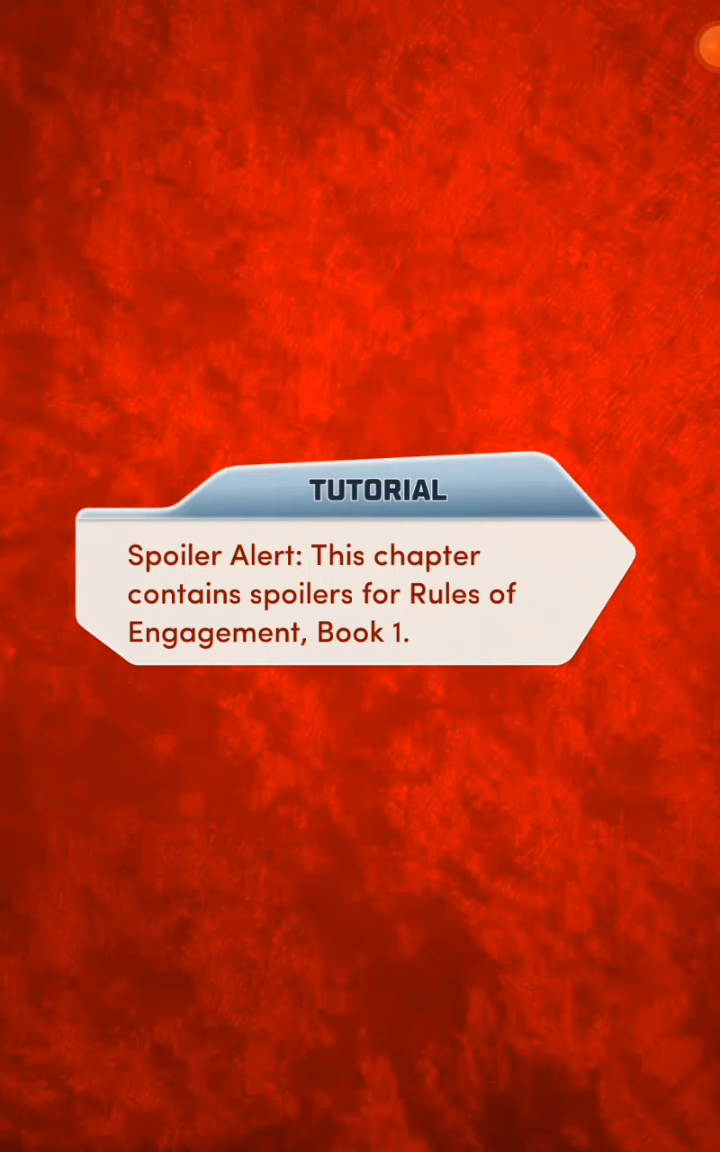 TUTORIAL
Spoiler Alert: This chapter
contains spoilers for Rules of
Engagement, Book 1.